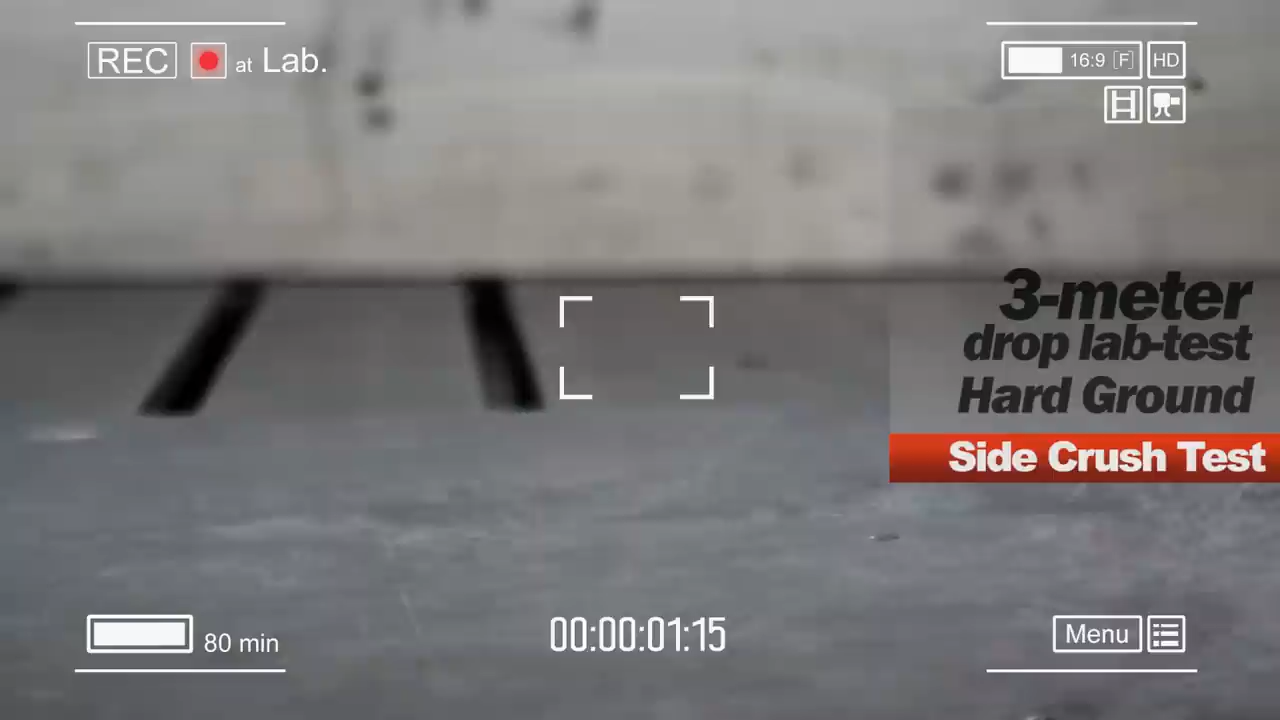 REC at Lab.
16:9 [F] HD
3-meter
drop lab-test
Hard Ground
Side Crush Test
80 min
00:00:01:15
Menu